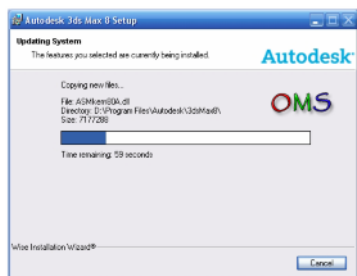 Autodesk 3ds Max 8 Setup
Updating System
The features you selected are currently being installed.
Autodesk
Copying new files...
File: ASMkern80A.dll
Directory: D:\Program Files\Autodesk\3dsMax8\
Size: 7177288
OMS
Time remaining: 59 seconds
Wise Installation Wizard®
Cancel